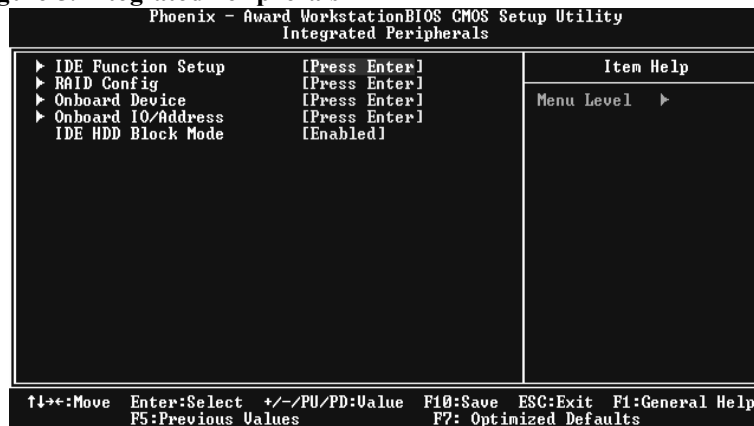 Phoenix - Award WorkstationBIOS CMOS Setup Utility
Integrated Peripherals
▶ IDE Function Setup [Press Enter]
▶ RAID Config [Press Enter]
▶ Onboard Device [Press Enter]
▶ Onboard IO/Address [Press Enter]
IDE HDD Block Mode [Enabled]
Item Help
Menu Level ▶
↑↓→←:Move Enter:Select +/-/PU/PD:Value F10:Save ESC:Exit F1:General Help
F5:Previous Values F7: Optimized Defaults